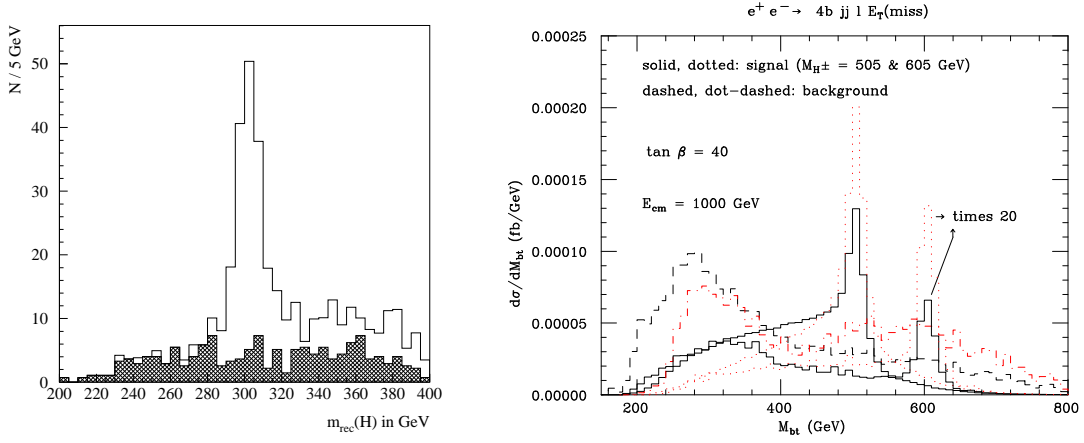 N / 5 GeV
50
40
30
20
10
0
200 220 240 260 280 300 320 340 360 380 400
m_rec(H) in GeV
e⁺ e⁻→ 4b jj l E_T(miss)
dσ/dM_bt (fb/GeV)
0.00025
0.00020
0.00015
0.00010
0.00005
0.00000
solid, dotted: signal (M_H± = 505 & 605 GeV)
dashed, dot-dashed: background
tan β = 40
E_cm = 1000 GeV
→ times 20
200 400 600 800
M_bt (GeV)